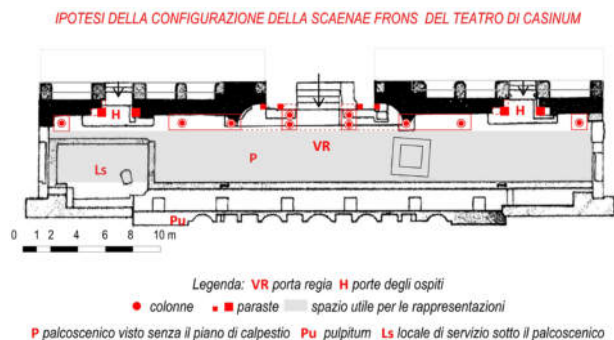 IPOTESI DELLA CONFIGURAZIONE DELLA SCAENAE FRONS DEL TEATRO DI CASINUM
H
H
VR
P
Ls
Pu
0 1 2 4 6 8 10 m
Legenda: VR porta regia H porte degli ospiti
colonne paraste spazio utile per le rappresentazioni
P palcoscenico visto senza il piano di calpestio Pu pulpitum Ls locale di servizio sotto il palcoscenico